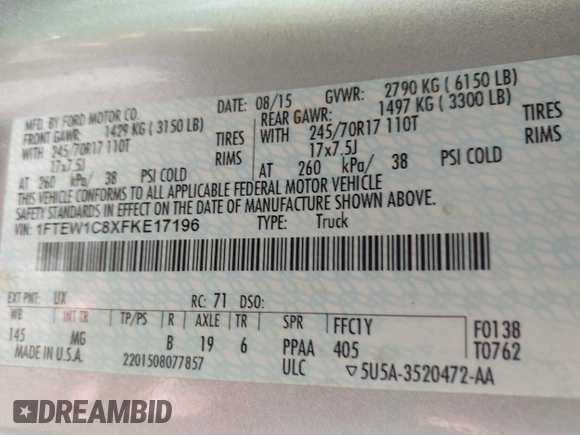 MFD. BY FORD MOTOR CO. DATE: 08/15 GVWR: 2790 KG ( 6150 LB)
FRONT GAWR: 1429 KG ( 3150 LB) REAR GAWR: 1497 KG ( 3300 LB)
WITH 245/70R17 110T TIRES WITH 245/70R17 110T TIRES
17x7.5J RIMS 17x7.5J RIMS
AT 260 kPa/ 38 PSI COLD AT 260 kPa/ 38 PSI COLD
THIS VEHICLE CONFORMS TO ALL APPLICABLE FEDERAL MOTOR VEHICLE
SAFETY STANDARDS IN EFFECT ON THE DATE OF MANUFACTURE SHOWN ABOVE.
VIN: 1FTEW1C8XFKE17196 TYPE: Truck
EXT PNT: UX RC: 71 DSO:
WB INT TR TP/PS R AXLE TR SPR FFC1Y F0138
145 MG B 19 6 PPAA 405 T0762
MADE IN U.S.A. 2201508077857 ULC ▽5U5A-3520472-AA
DREAMBID